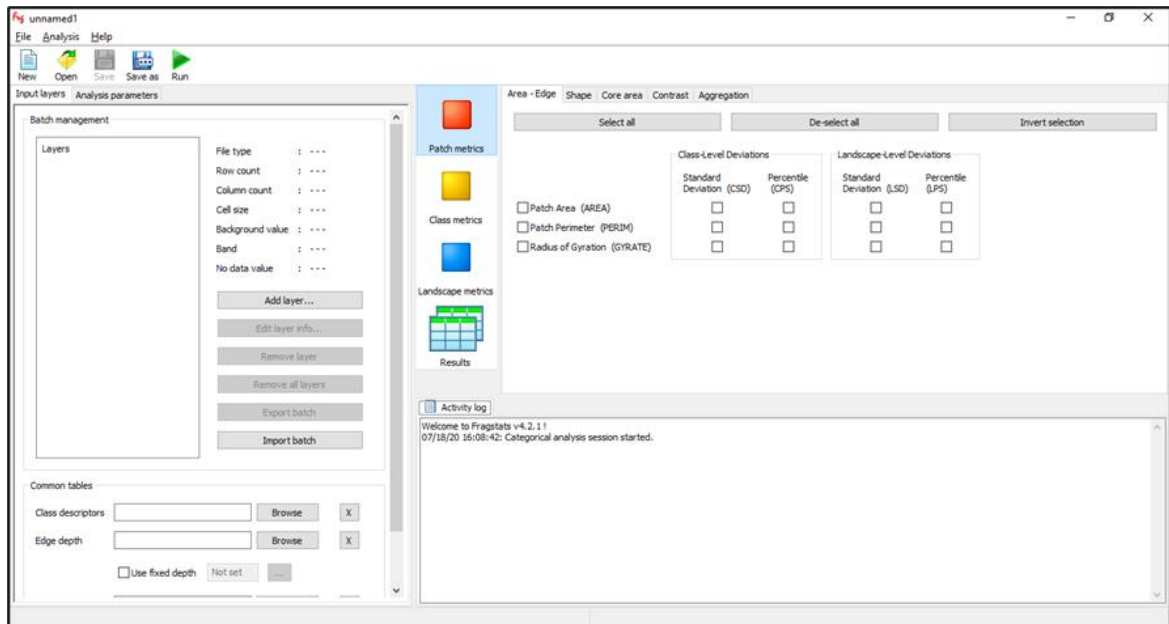 unnamed1
File Analysis Help
New Open Save Save as Run
Input layers Analysis parameters
Batch management
Layers
File type : ---
Row count : ---
Column count : ---
Cell size : ---
Background value : ---
Band : ---
No data value : ---
Add layer...
Edit layer info...
Remove layer
Remove all layers
Export batch
Import batch
Common tables
Class descriptors Browse X
Edge depth Browse X
Use fixed depth Not set ...
Patch metrics
Class metrics
Landscape metrics
Results
Area - Edge Shape Core area Contrast Aggregation
Select all De-select all Invert selection
Class-Level Deviations Landscape-Level Deviations
Standard Deviation (CSD) Percentile (CPS) Standard Deviation (LSD) Percentile (LPS)
Patch Area (AREA)
Patch Perimeter (PERIM)
Radius of Gyration (GYRATE)
Activity log
Welcome to Fragstats v4.2.1!
07/18/20 16:08:42: Categorical analysis session started.